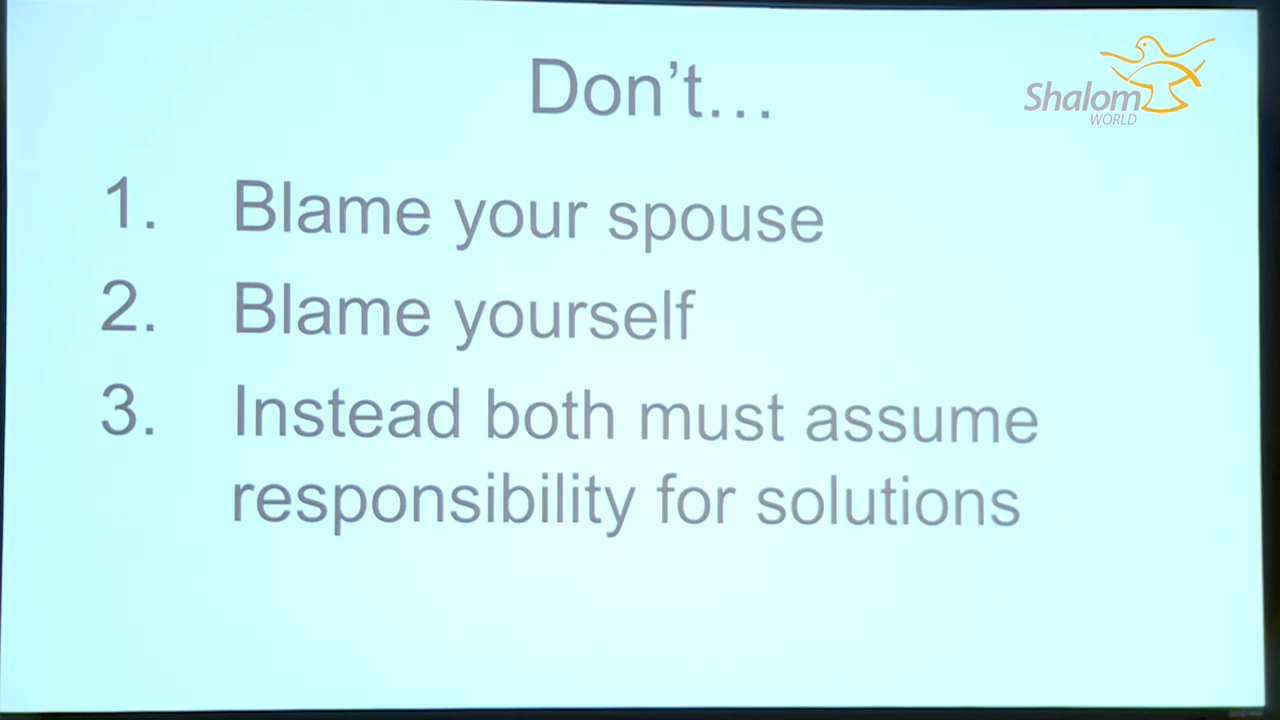 Don't...
Shalom
WORLD
1. Blame your spouse
2. Blame yourself
3. Instead both must assume
responsibility for solutions